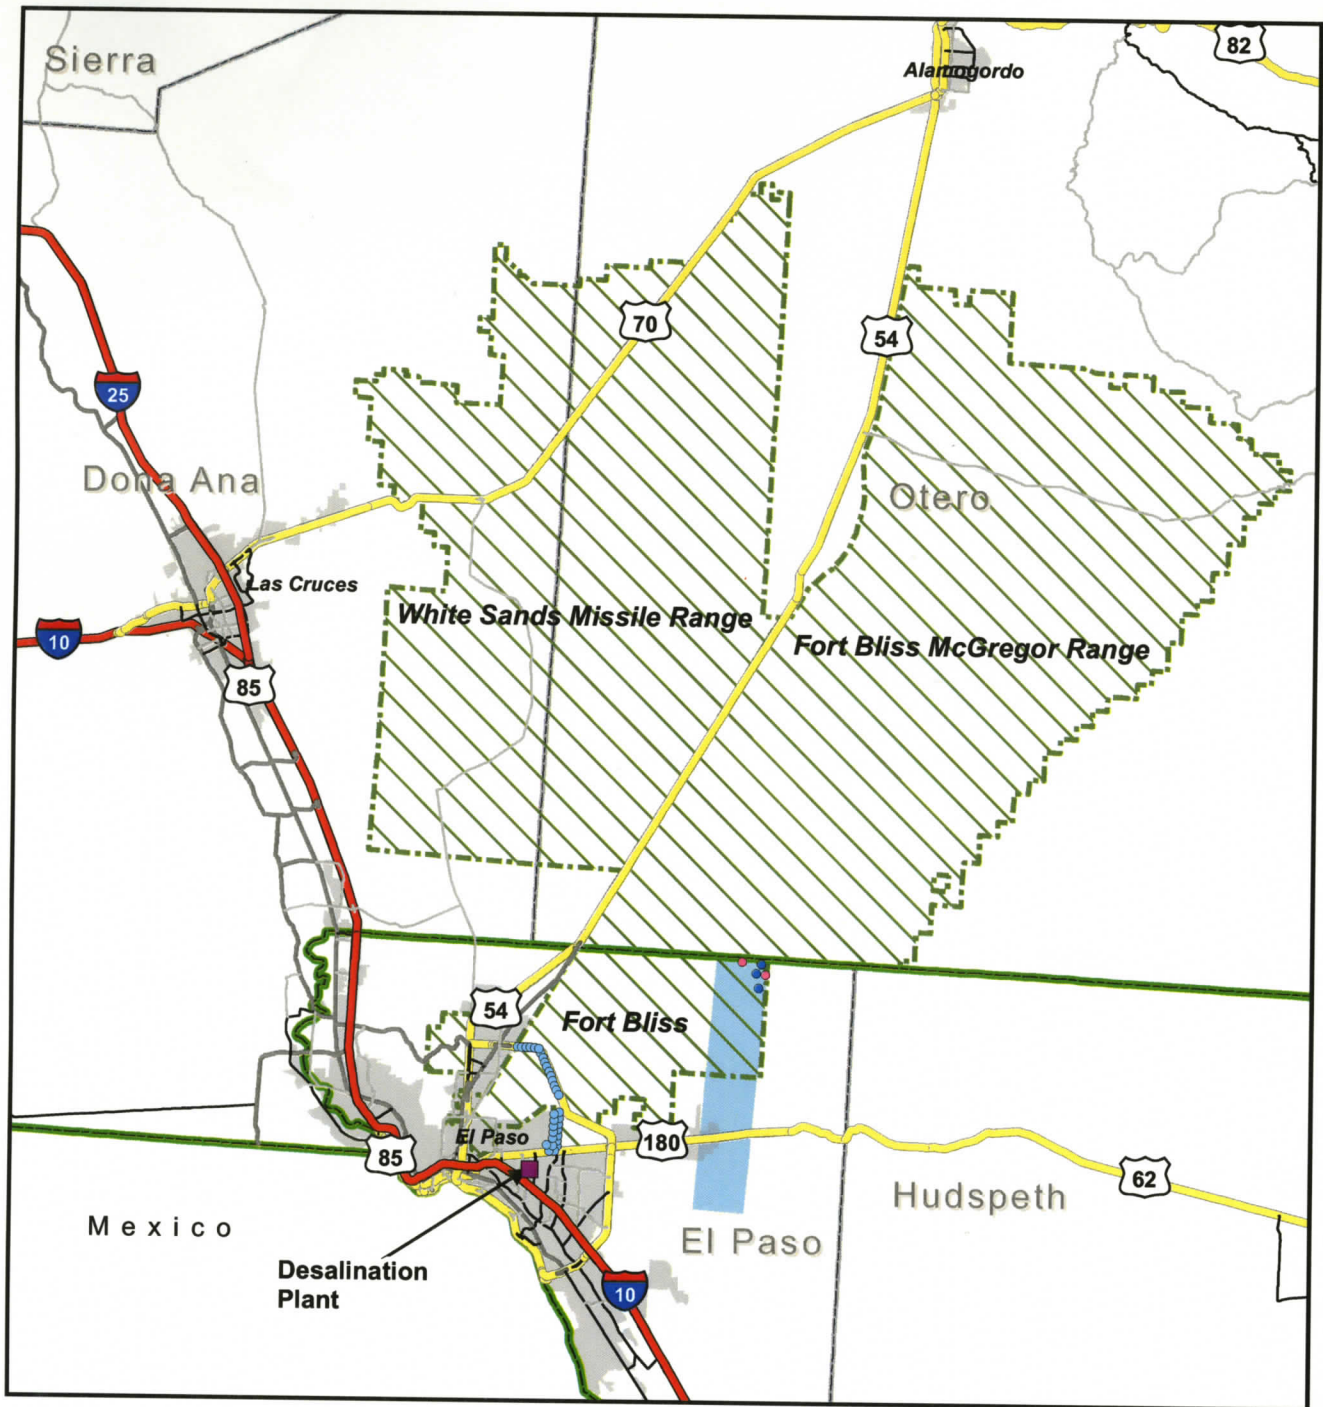 82
Sierra
Alamogordo
70
54
25
Dona Ana
Otero
Las Cruces
White Sands Missile Range
10
Fort Bliss McGregor Range
85
54
Fort Bliss
El Paso
180
85
62
Hudspeth
Mexico
El Paso
Desalination
Plant
10